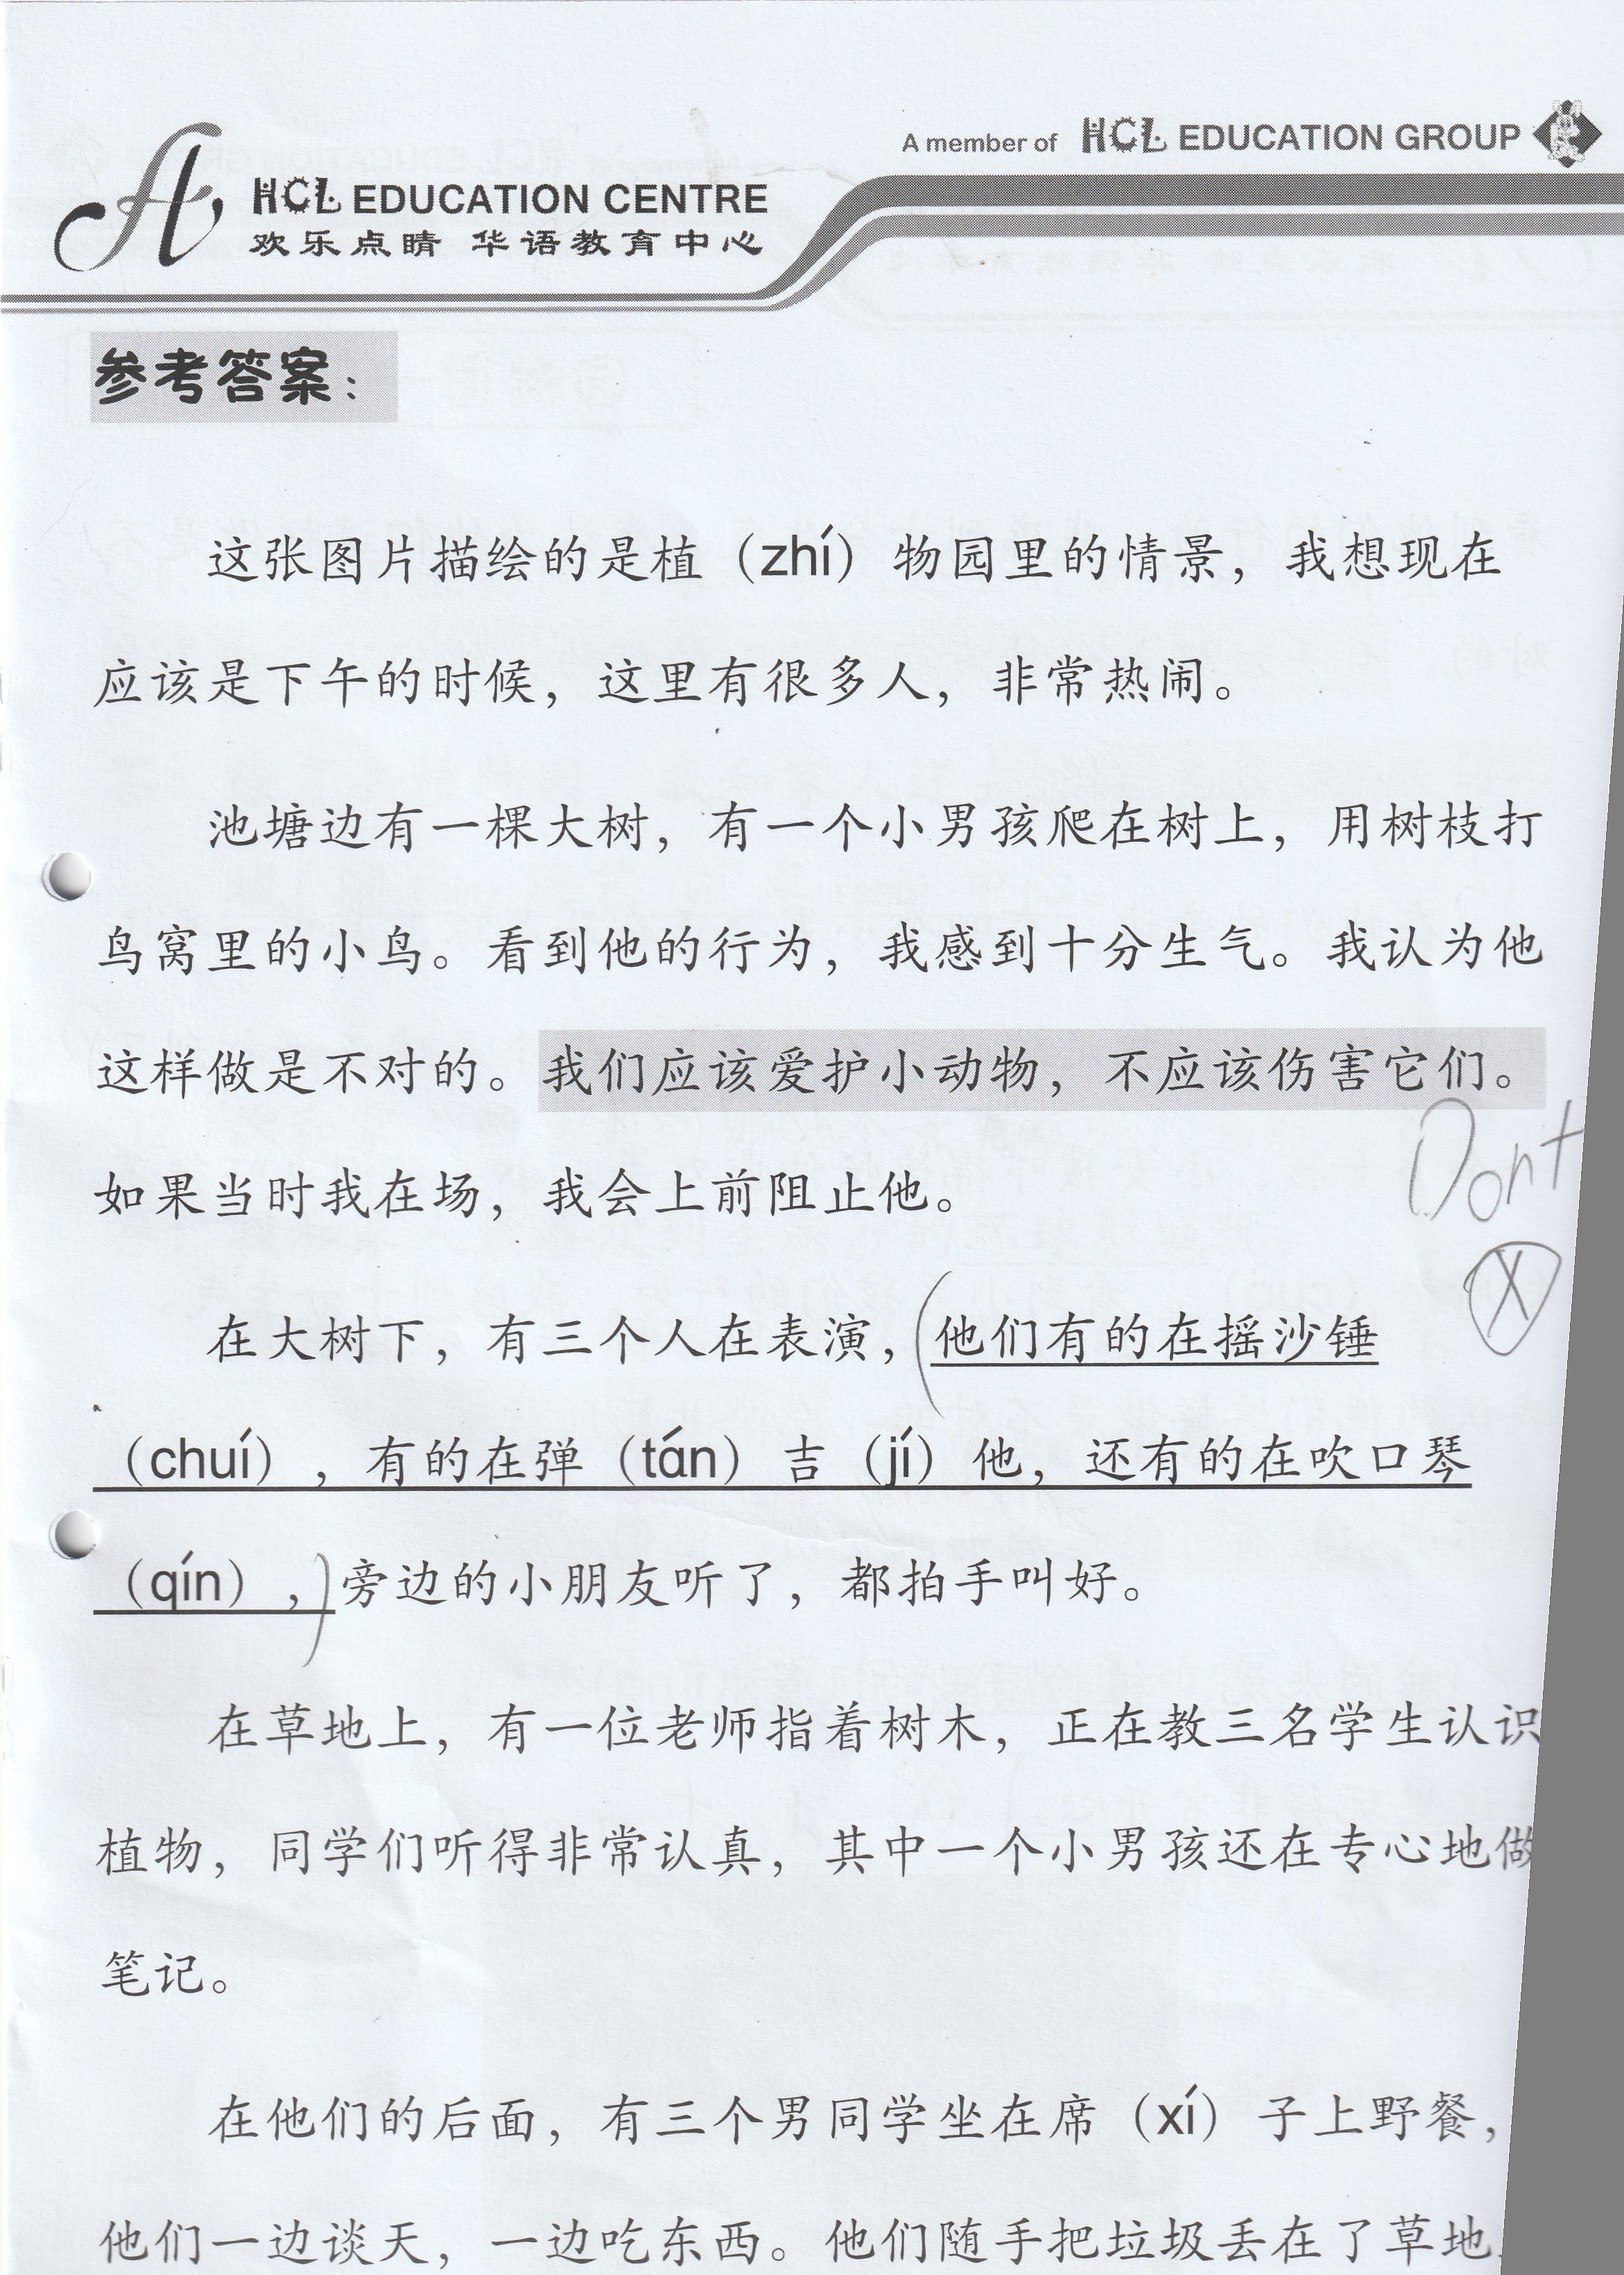 A member of HCL EDUCATION GROUP
HCL EDUCATION CENTRE
欢乐点睛 华语教育中心
参考答案：
这张图片描绘的是植（zhí）物园里的情景，我想现在
应该是下午的时候，这里有很多人，非常热闹。
池塘边有一棵大树，有一个小男孩爬在树上，用树枝打
鸟窝里的小鸟。看到他的行为，我感到十分生气。我认为他
这样做是不对的。我们应该爱护小动物，不应该伤害它们。
Dont
如果当时我在场，我会上前阻止他。
X
在大树下，有三个人在表演，(他们有的在摇沙锤
（chuí），有的在弹（tán）吉（jí）他，还有的在吹口琴
（qín），)旁边的小朋友听了，都拍手叫好。
在草地上，有一位老师指着树木，正在教三名学生认识
植物，同学们听得非常认真，其中一个小男孩还在专心地做
笔记。
在他们的后面，有三个男同学坐在席（xí）子上野餐，
他们一边谈天，一边吃东西。他们随手把垃圾丢在了草地